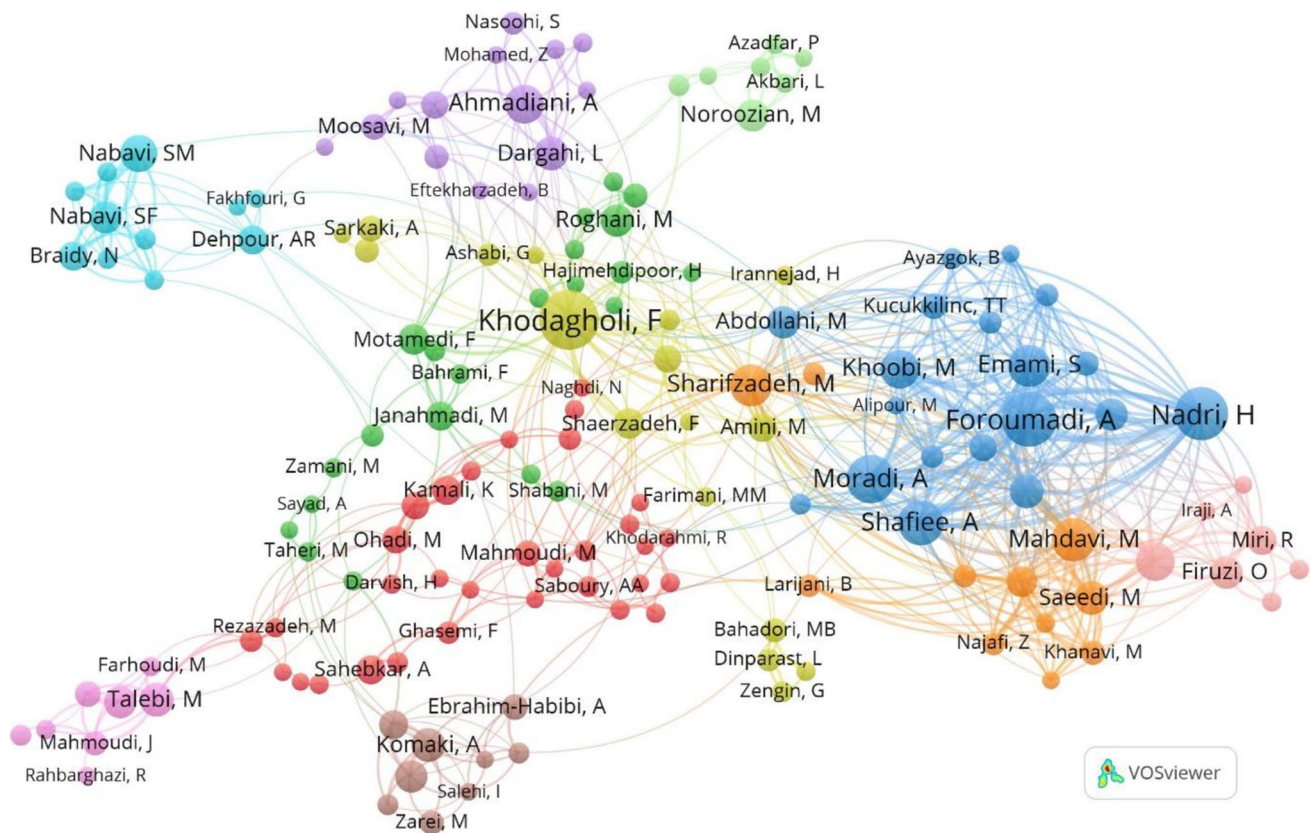 Nasoohi, S
Mohamed, Z
Azadfar, P
Akbari, L
Ahmadiani, A
Noroozian, M
Moosavi, M
Dargahi, L
Nabavi, SM
Eftekharzadeh, B
Fakhfouri, G
Nabavi, SF
Sarkaki, A
Roghani, M
Dehpour, AR
Braidy, N
Ashabi, G
Hajimehdipoor, H
Irannejad, H
Ayazgok, B
Khodagholi, F
Abdollahi, M
Kucukkilinc, TT
Motamedi, F
Bahrami, F
Naghdi, N
Sharifzadeh, M
Khoobi, M
Emami, S
Alipour, M
Janahmadi, M
Shaerzadeh, F
Amini, M
Foroumadi, A
Nadri, H
Zamani, M
Kamali, K
Shabani, M
Farimani, MM
Moradi, A
Sayad, A
Iraji, A
Ohadi, M
Khodarahmi, R
Shafiee, A
Mahdavi, M
Miri, R
Taheri, M
Mahmoudi, M
Firuzi, O
Darvish, H
Saboury, AA
Larijani, B
Saeedi, M
Rezazadeh, M
Ghasemi, F
Bahadori, MB
Najafi, Z
Khanavi, M
Farhoudi, M
Sahebkar, A
Dinparast, L
Zengin, G
Talebi, M
Ebrahim-Habibi, A
Mahmoudi, J
Komaki, A
Rahbarghazi, R
Salehi, I
Zarei, M
VOSviewer